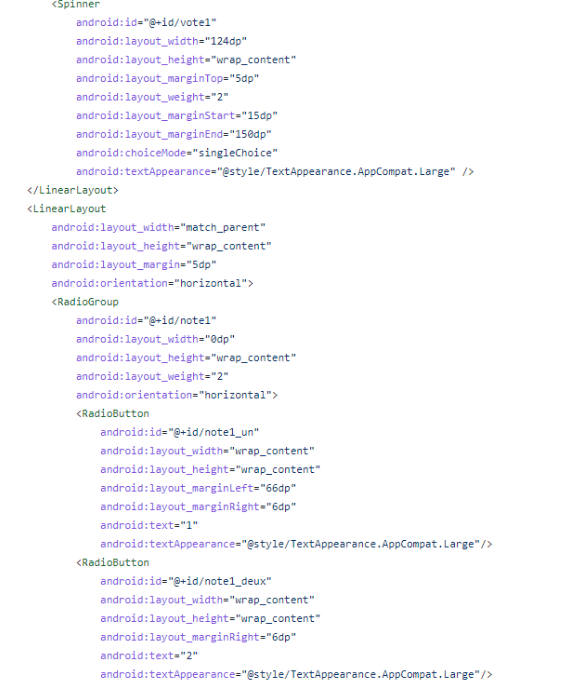 <Spinner
android:id="@+id/vote1"
android:layout_width="124dp"
android:layout_height="wrap_content"
android:layout_marginTop="5dp"
android:layout_weight="2"
android:layout_marginStart="15dp"
android:layout_marginEnd="150dp"
android:choiceMode="singleChoice"
android:textAppearance="@style/TextAppearance.AppCompat.Large" />
</LinearLayout>
<LinearLayout
android:layout_width="match_parent"
android:layout_height="wrap_content"
android:layout_margin="5dp"
android:orientation="horizontal">
<RadioGroup
android:id="@+id/note1"
android:layout_width="0dp"
android:layout_height="wrap_content"
android:layout_weight="2"
android:orientation="horizontal">
<RadioButton
android:id="@+id/note1_un"
android:layout_width="wrap_content"
android:layout_height="wrap_content"
android:layout_marginLeft="66dp"
android:layout_marginRight="6dp"
android:text="1"
android:textAppearance="@style/TextAppearance.AppCompat.Large"/>
<RadioButton
android:id="@+id/note1_deux"
android:layout_width="wrap_content"
android:layout_height="wrap_content"
android:layout_marginRight="6dp"
android:text="2"
android:textAppearance="@style/TextAppearance.AppCompat.Large"/>